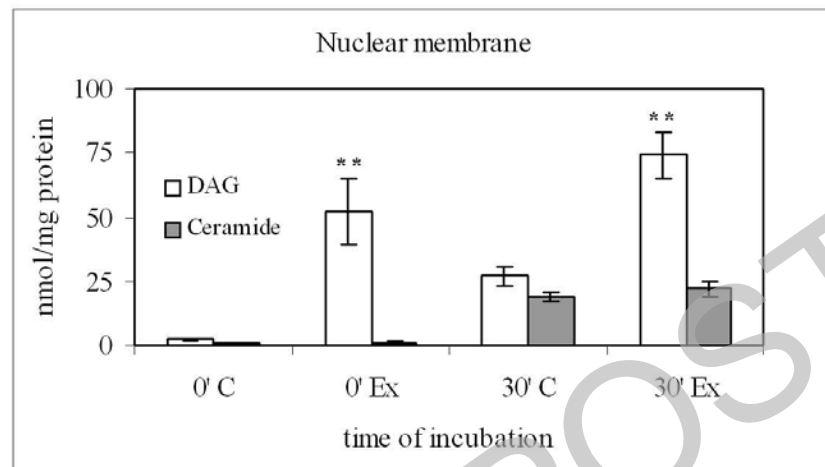 Nuclear membrane
100
75
50
25
0
nmol/mg protein
**
**
DAG
Ceramide
0' C
0' Ex
30' C
30' Ex
time of incubation
POST